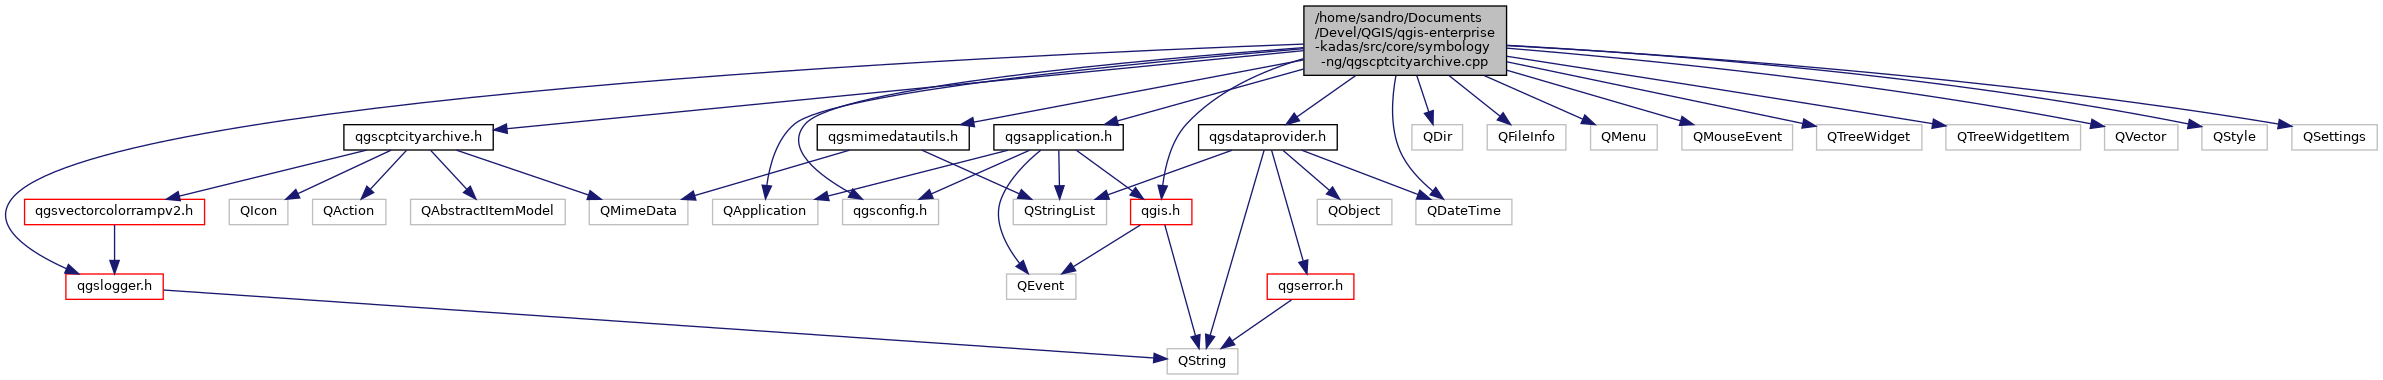 /home/sandro/Documents
/Devel/QGIS/qgis-enterprise
-kadas/src/core/symbology
-ng/qgscptcityarchive.cpp
qgscptcityarchive.h
qgsmimedatautils.h
qgsapplication.h
qgsdataprovider.h
QDir
QFileInfo
QMenu
QMouseEvent
QTreeWidget
QTreeWidgetItem
QVector
QStyle
QSettings
qgsvectorcolorrampv2.h
QIcon
QAction
QAbstractItemModel
QMimeData
QApplication
qgsconfig.h
QStringList
qgis.h
QObject
QDateTime
qgslogger.h
QEvent
qgserror.h
QString